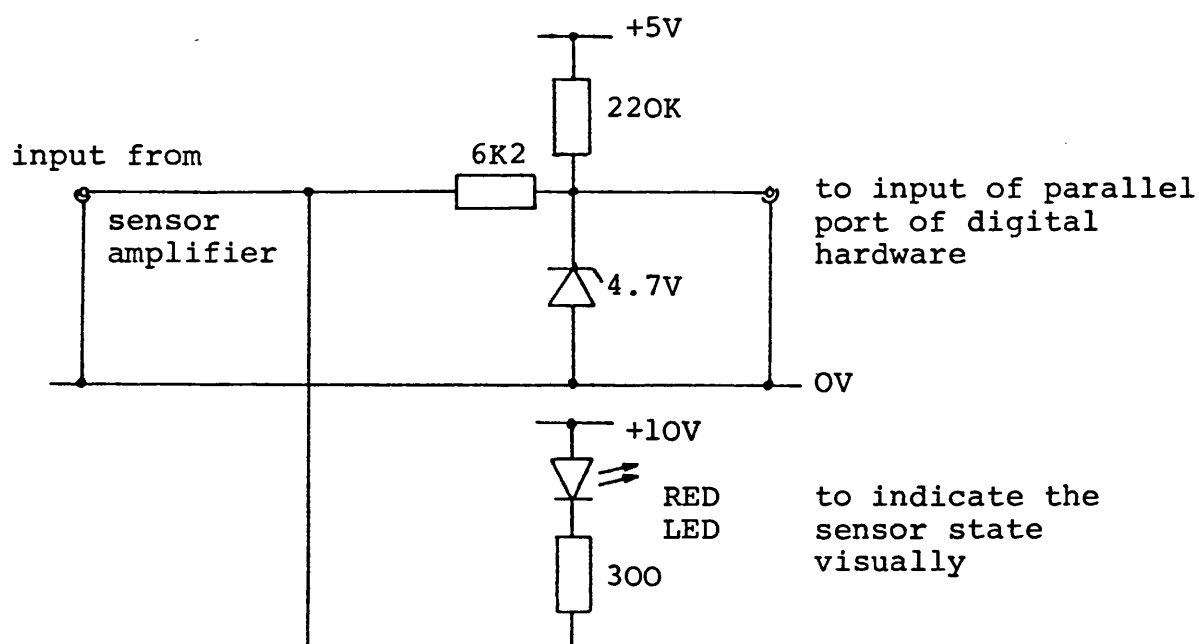 +5V
220K
6K2
input from
sensor
amplifier
to input of parallel
port of digital
hardware
4.7V
0V
+10V
RED
LED
to indicate the
sensor state
visually
300